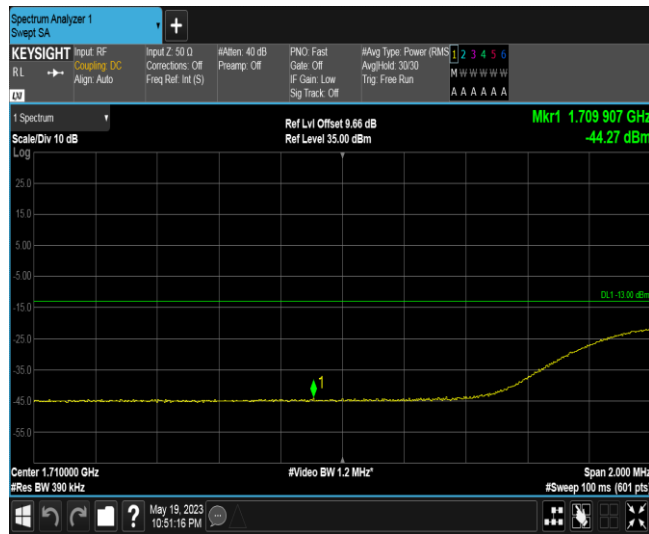 Spectrum Analyzer 1
Swept SA
+
KEYSIGHT
RL
LXI
Input: RF
Coupling: DC
Align: Auto
Input Z: 50 Ω
Corrections: Off
Freq Ref: Int (S)
#Atten: 40 dB
Preamp: Off
PNO: Fast
Gate: Off
IF Gain: Low
Sig Track: Off
#Avg Type: Power (RMS
Avg|Hold: 30/30
Trig: Free Run
1 2 3 4 5 6
M W W W W W
A A A A A A
1 Spectrum
Scale/Div 10 dB
Log
Ref Lvl Offset 9.66 dB
Ref Level 35.00 dBm
Mkr1 1.709 907 GHz
-44.27 dBm
25.0
15.0
5.00
-5.00
DL1 -13.00 dBm
-15.0
-25.0
-35.0
1
-45.0
-55.0
Center 1.710000 GHz
#Res BW 390 kHz
#Video BW 1.2 MHz*
Span 2.000 MHz
#Sweep 100 ms (601 pts
?
May 19, 2023
10:51:16 PM